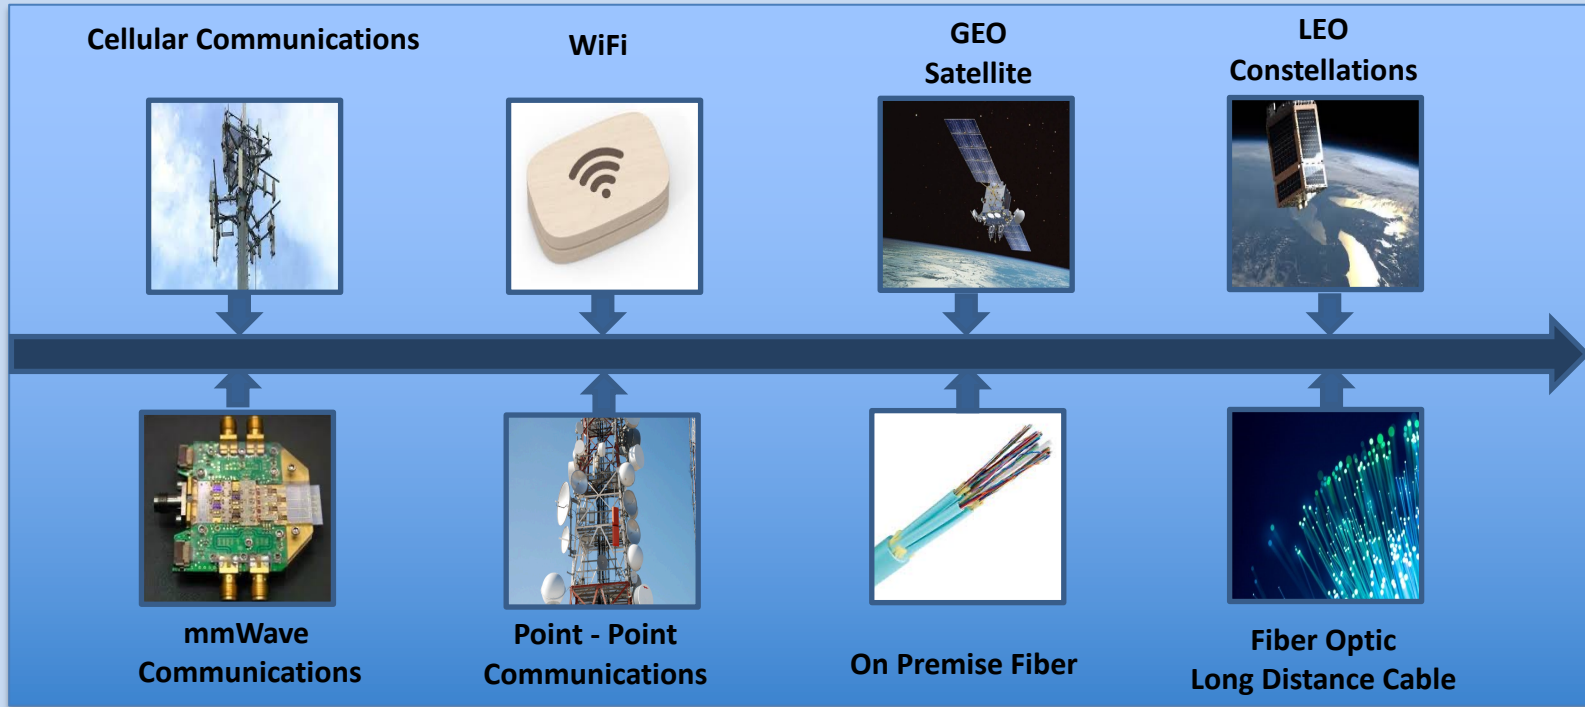 Cellular Communications
WiFi
GEO
Satellite
LEO
Constellations
mmWave
Communications
Point - Point
Communications
On Premise Fiber
Fiber Optic
Long Distance Cable